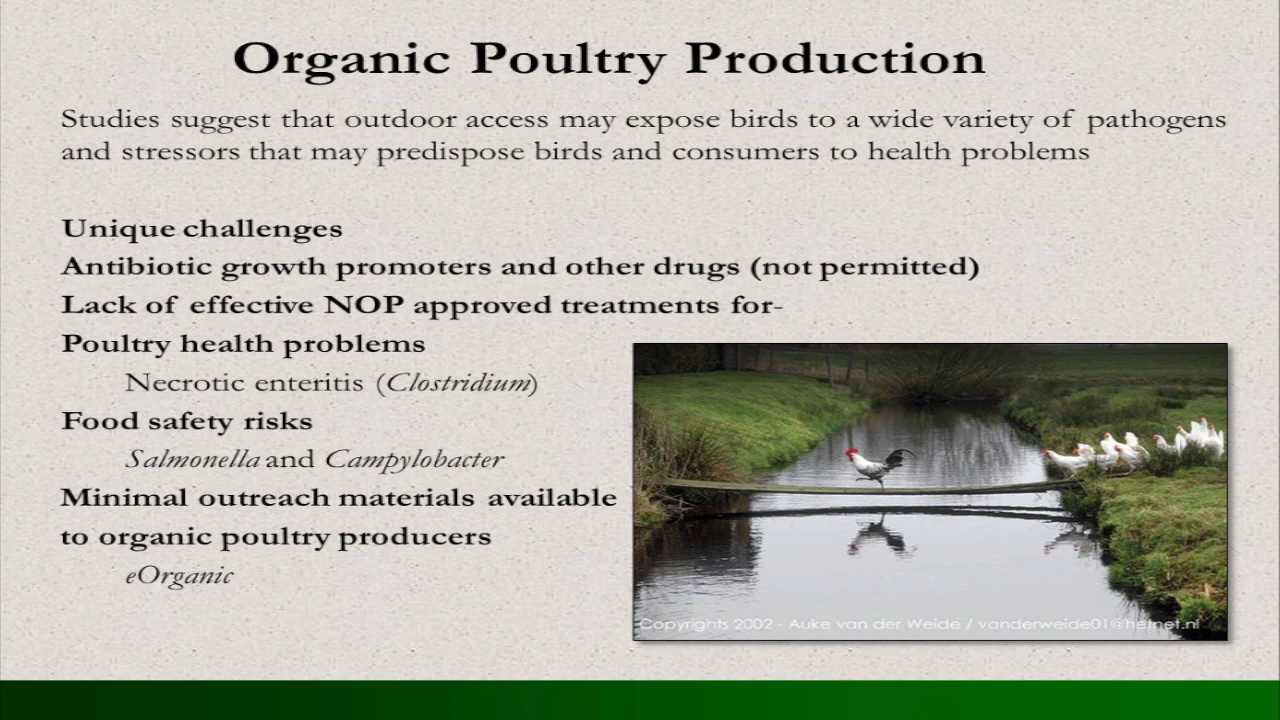 Organic Poultry Production
Studies suggest that outdoor access may expose birds to a wide variety of pathogens
and stressors that may predispose birds and consumers to health problems
Unique challenges
Antibiotic growth promoters and other drugs (not permitted)
Lack of effective NOP approved treatments for-
Poultry health problems
Necrotic enteritis (Clostridium)
Food safety risks
Salmonella and Campylobacter
Minimal outreach materials available
to organic poultry producers
eOrganic
Copyrights 2002 - Auke van der Weide / vanderweide01@hetnet.nl